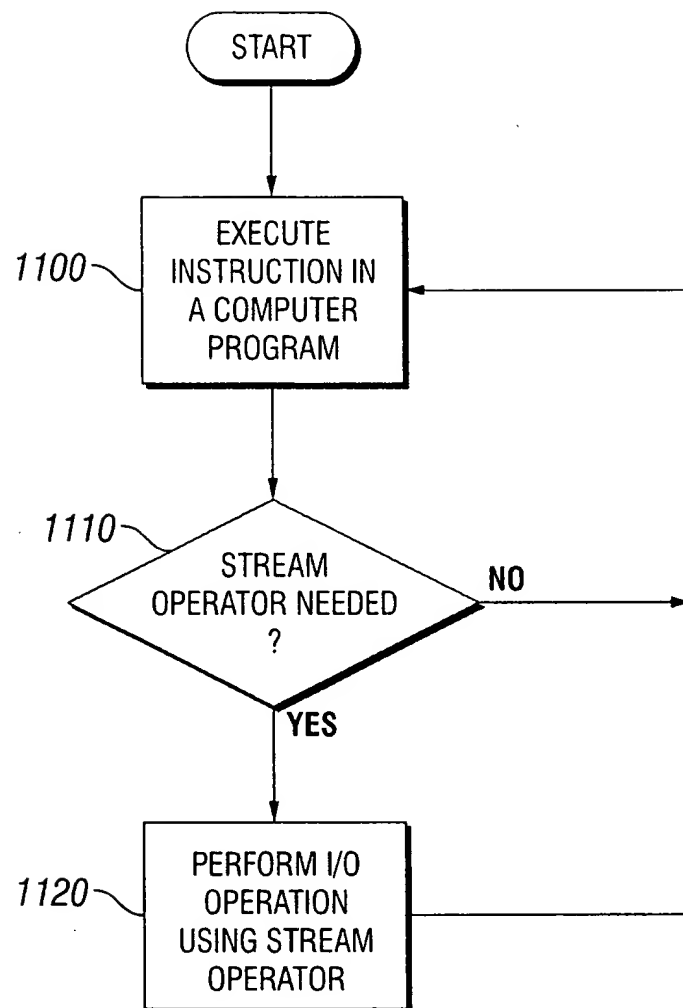 START
1100
EXECUTE
INSTRUCTION IN
A COMPUTER
PROGRAM
1110
STREAM
OPERATOR NEEDED
?
NO
YES
1120
PERFORM I/O
OPERATION
USING STREAM
OPERATOR